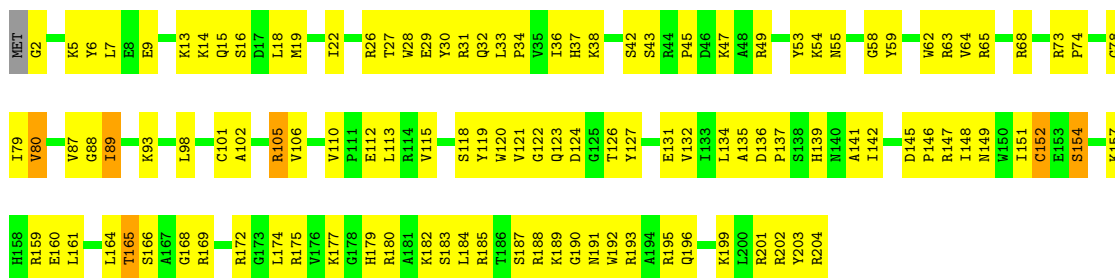 MET G2 K5 Y6 L7 E8 E9 K13 K14 Q15 S16 D17 L18 M19 I22 R26 T27 W28 E29 Y30 R31 Q32 L33 P34 V35 I36 H37 K38 S42 S43 R44 P45 D46 K47 A48 R49 Y53 K54 N55 G58 Y59 W62 R63 V64 R65 R68 R73 P74
I79 V80 V87 G88 I89 K93 L98 C101 A102 R105 V106 V110 P111 E112 L113 R114 V115 S118 Y119 W120 V121 G122 Q123 D124 G125 T126 Y127 E131 V132 I133 L134 A135 D136 P137 S138 H139 N140 A141 I142 D145 P146 R147 I148 N149 W150 I151 C152 E153 S154
H158 R159 E160 L161 L164 T165 S166 A167 G168 R169 R172 G173 L174 R175 V176 K177 G178 H179 R180 A181 K182 S183 L184 R185 T186 S187 R188 K189 G190 N191 W192 R193 A194 R195 Q196 K199 L200 R201 R202 Y203 R204